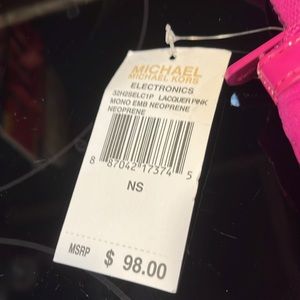 MICHAEL
MICHAEL KORS
ELECTRONICS
32H2SELC1P LACQUER PINK
MONO EMB NEOPRENE
NEOPRENE
8 87042 17374 5
NS
MSRP $ 98.00